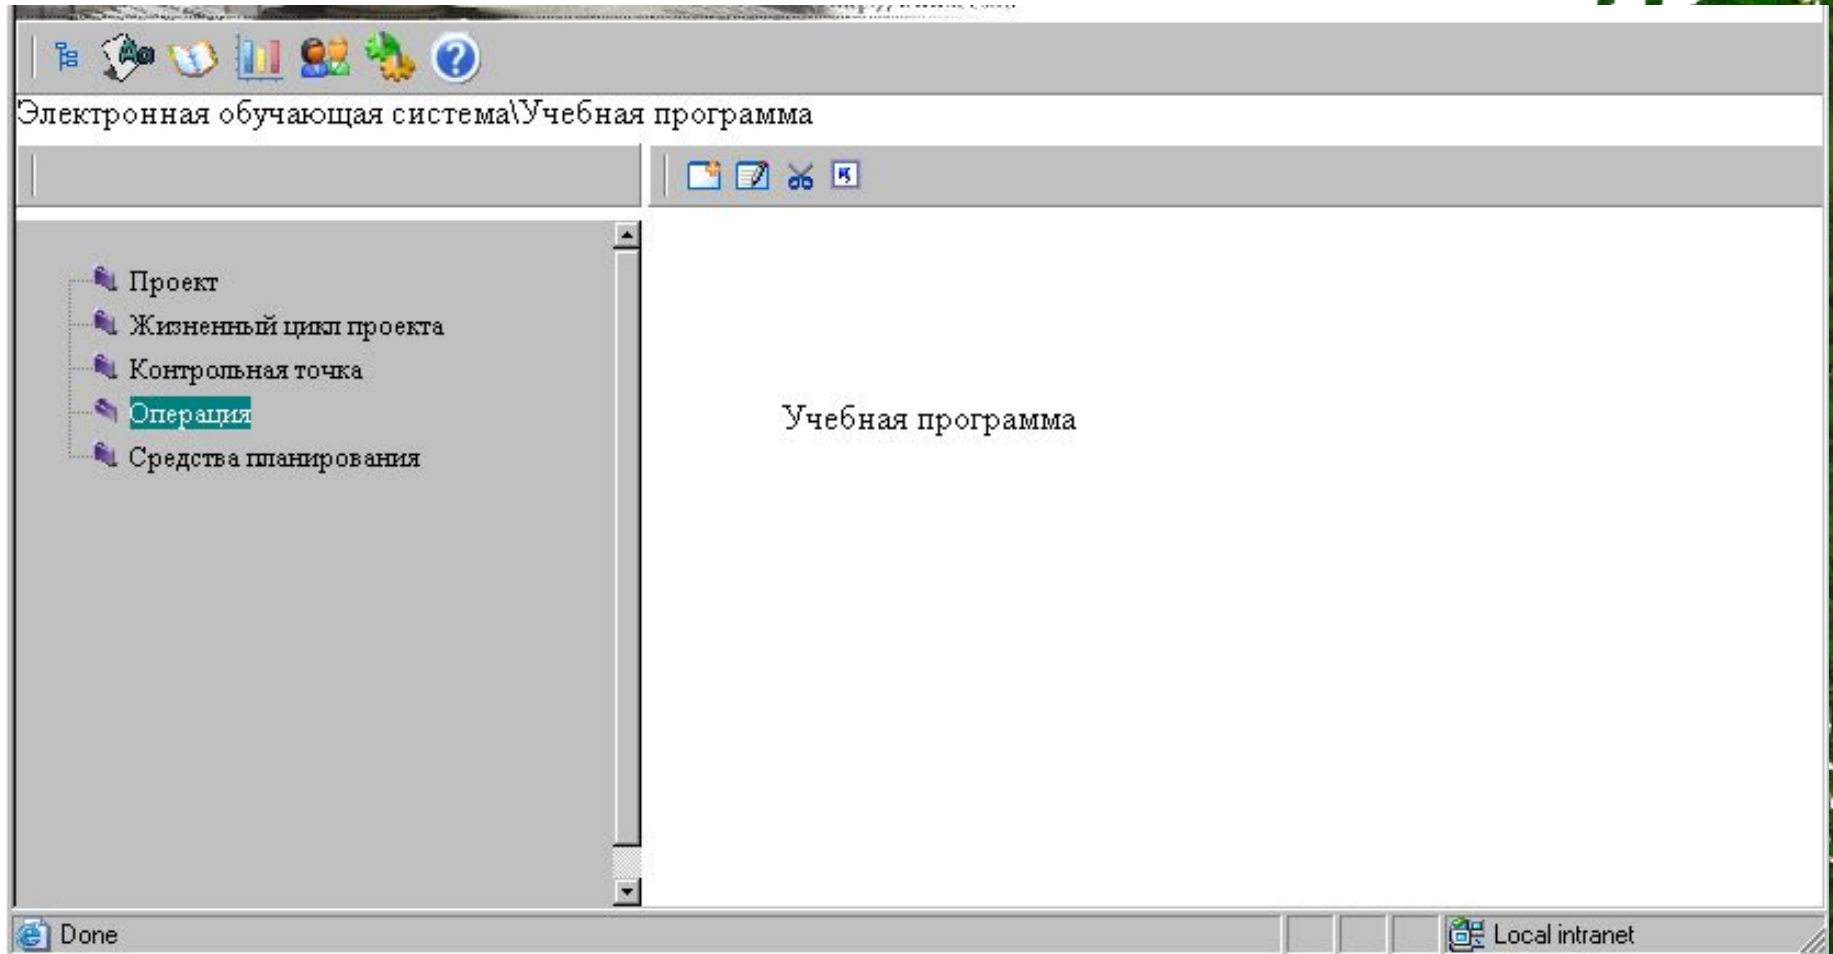 Электронная обучающая система\Учебная программа
Проект
Жизненный цикл проекта
Контрольная точка
Операция
Средства планирования
Учебная программа
Done
Local intranet